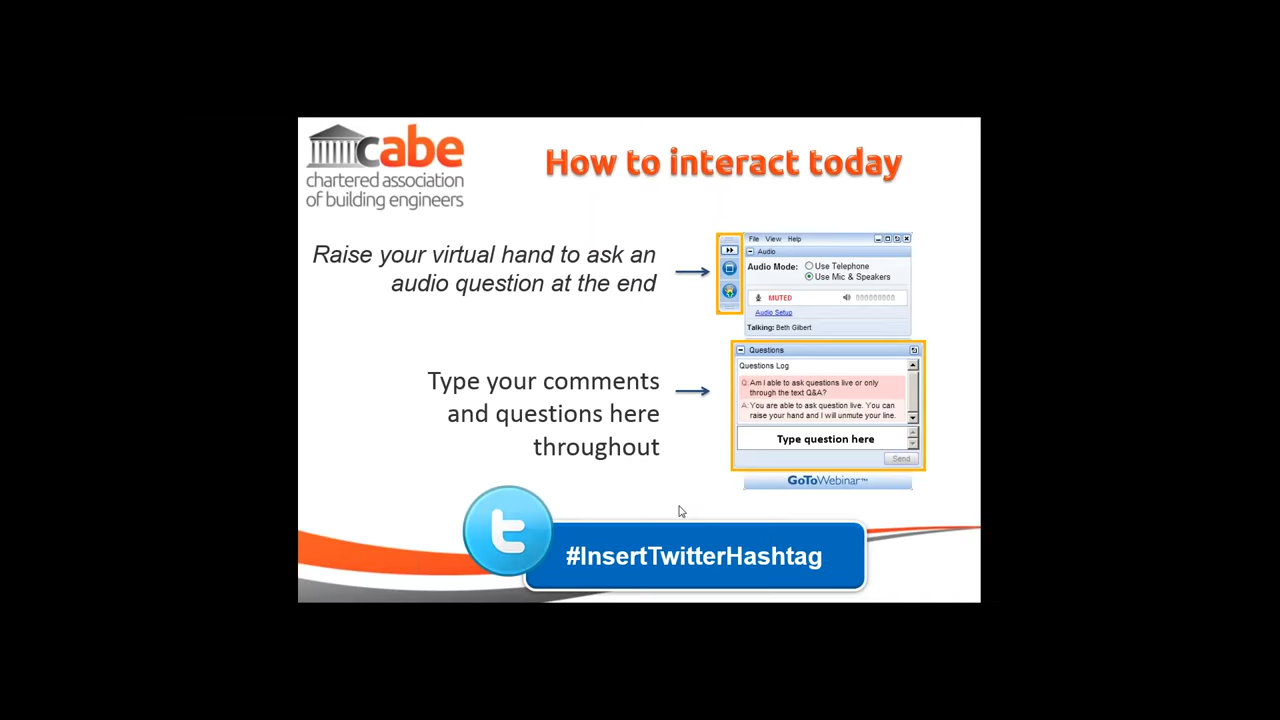 cabe
chartered association
of building engineers
How to interact today
Raise your virtual hand to ask an
audio question at the end
File View Help
Audio
Audio Mode: Use Telephone
Use Mic & Speakers
MUTED
Audio Setup
Talking: Beth Gilbert
Type your comments
and questions here
throughout
Questions
Questions Log
Q: Am I able to ask questions live or only
through the text Q&A?
A: You are able to ask question live. You can
raise your hand and I will unmute your line.
Type question here
Send
GoToWebinar™
#InsertTwitterHashtag